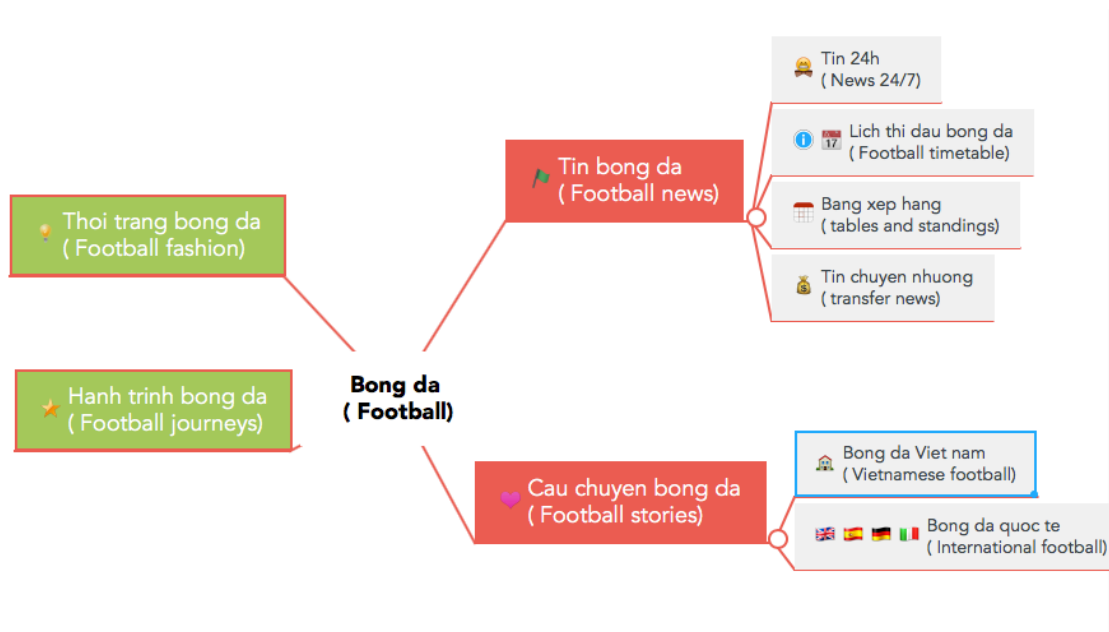 Tin 24h
( News 24/7)
Lich thi dau bong da
( Football timetable)
17
Tin bong da
( Football news)
Bang xep hang
( tables and standings)
Thoi trang bong da
( Football fashion)
Tin chuyen nhuong
( transfer news)
Hanh trinh bong da
( Football journeys)
Bong da
( Football)
Cau chuyen bong da
( Football stories)
Bong da Viet nam
( Vietnamese football)
Bong da quoc te
( International football)